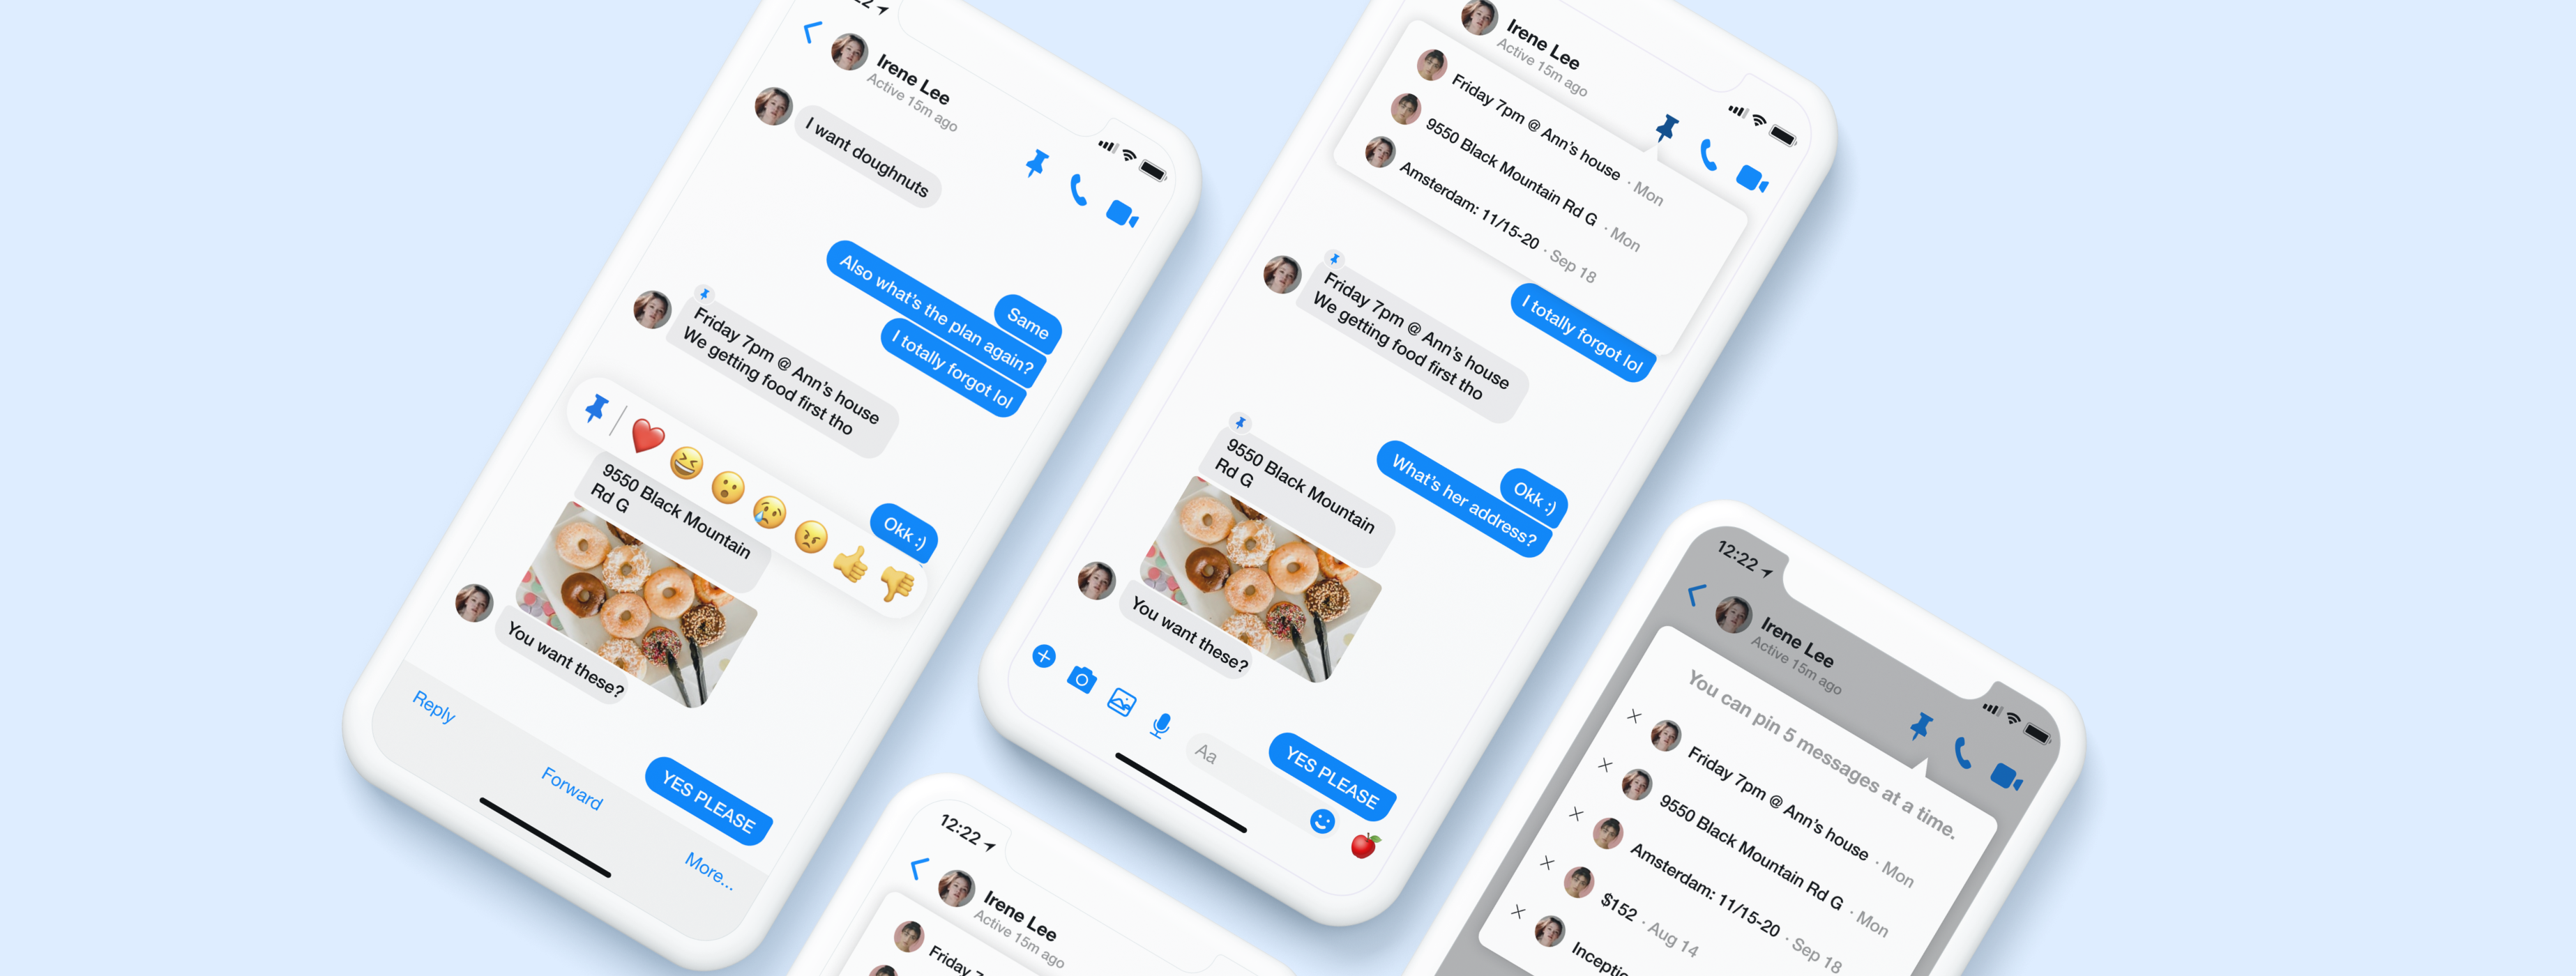 Irene Lee
Active 15m ago
I want doughnuts
Same
Also what's the plan again?
I totally forgot lol
Friday 7pm @ Ann's house
We getting food first tho
Okk :)
9550 Black Mountain
Rd G
You want these?
YES PLEASE
Reply
Forward
More...
Irene Lee
Active 15m ago
Friday 7pm @ Ann's house · Mon
9550 Black Mountain Rd G · Mon
Amsterdam: 11/15-20 · Sep 18
I totally forgot lol
Friday 7pm @ Ann's house
We getting food first tho
Okk :)
What's her address?
9550 Black Mountain
Rd G
You want these?
YES PLEASE
Aa
12:22
Irene Lee
Active 15m ago
Friday
12:22
Irene Lee
Active 15m ago
You can pin 5 messages at a time.
Friday 7pm @ Ann's house · Mon
9550 Black Mountain Rd G · Mon
Amsterdam: 11/15-20 · Sep 18
$152 · Aug 14